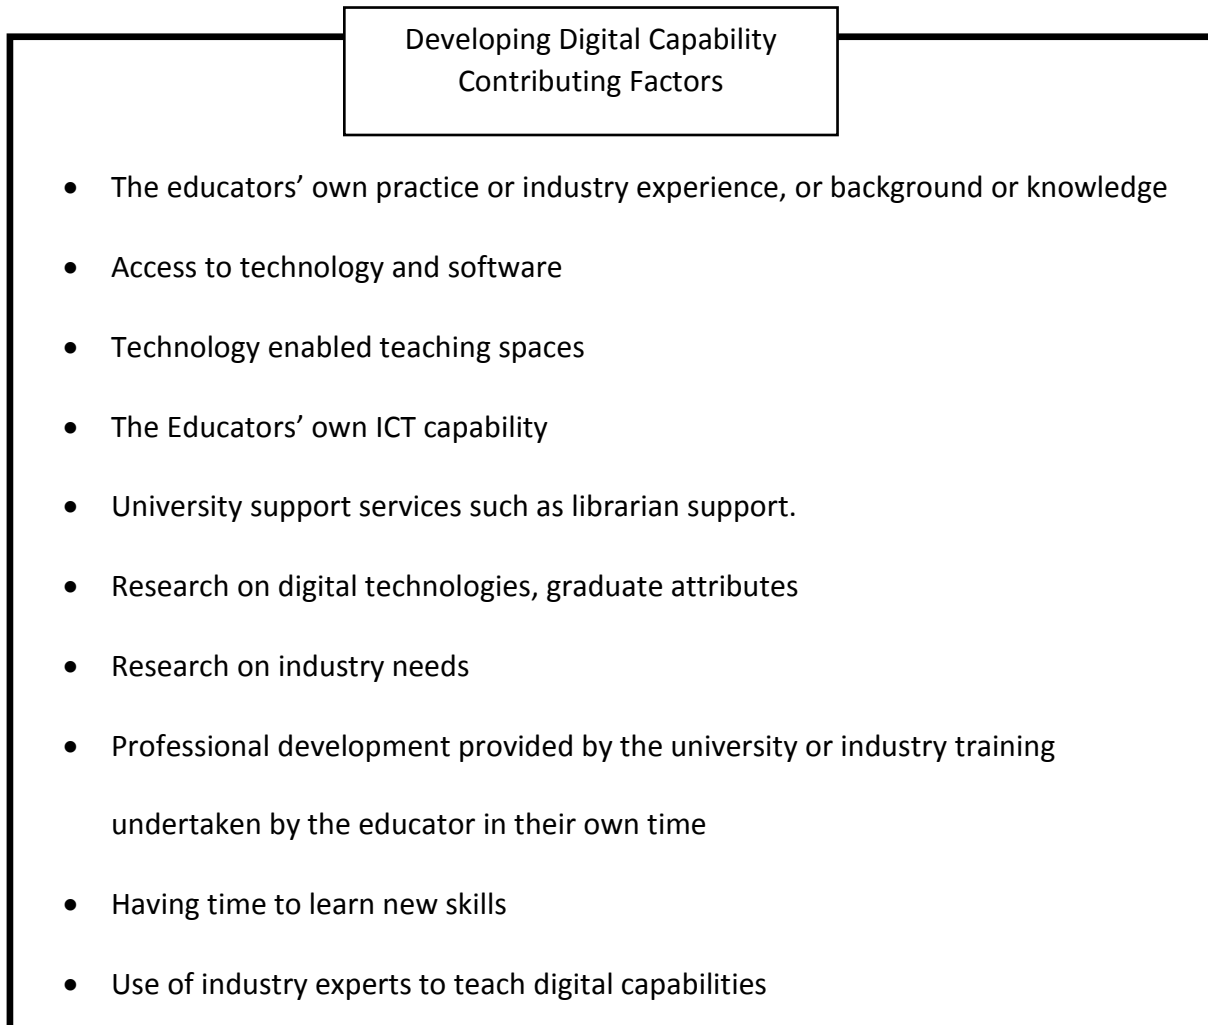 Developing Digital Capability
Contributing Factors
• The educators’ own practice or industry experience, or background or knowledge
• Access to technology and software
• Technology enabled teaching spaces
• The Educators’ own ICT capability
• University support services such as librarian support.
• Research on digital technologies, graduate attributes
• Research on industry needs
• Professional development provided by the university or industry training
undertaken by the educator in their own time
• Having time to learn new skills
• Use of industry experts to teach digital capabilities